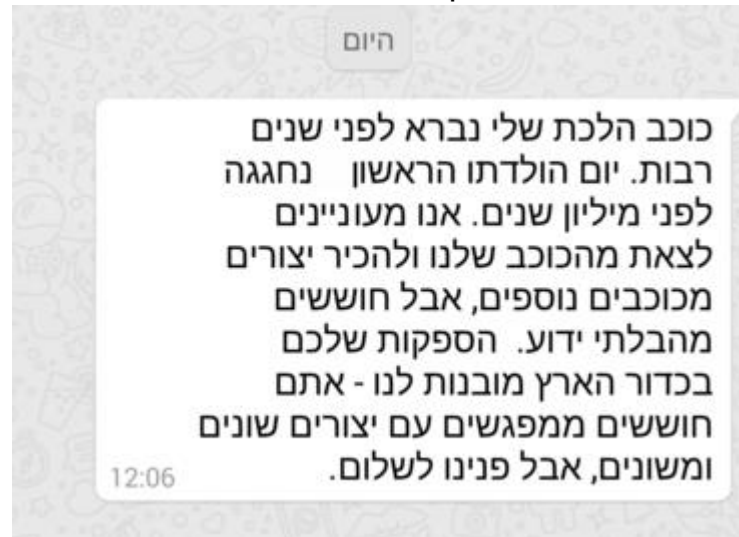 היום
כוכב הלכת שלי נברא לפני שנים
רבות. יום הולדתו הראשון נחגגה
לפני מיליון שנים. אנו מעוניינים
לצאת מהכוכב שלנו ולהכיר יצורים
מכוכבים נוספים, אבל חוששים
מהבלתי ידוע. הספקות שלכם
בכדור הארץ מובנות לנו - אתם
חוששים ממפגשים עם יצורים שונים
ומשונים, אבל פנינו לשלום.
12:06